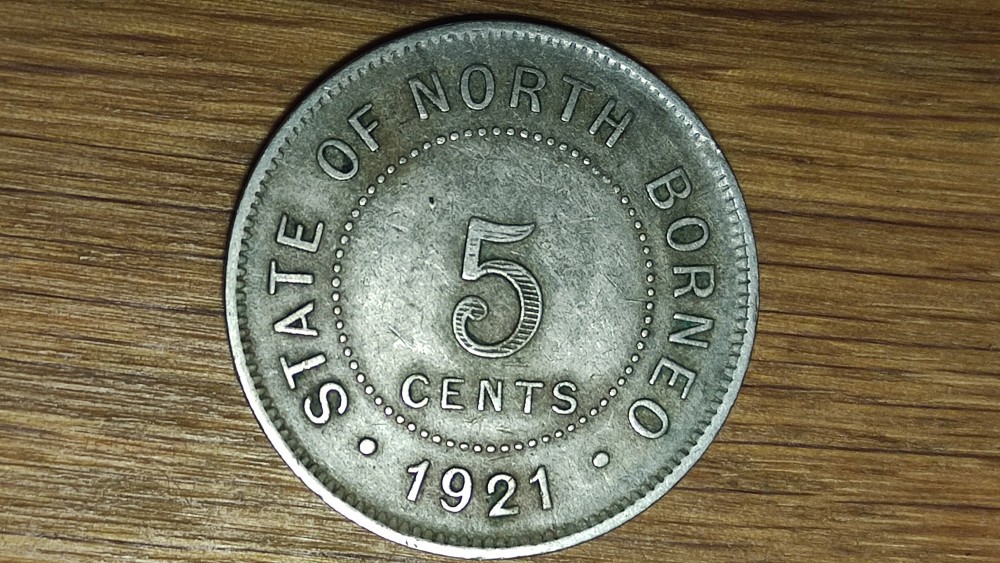 STATE OF NORTH BORNEO
5
CENTS
• 1921 •